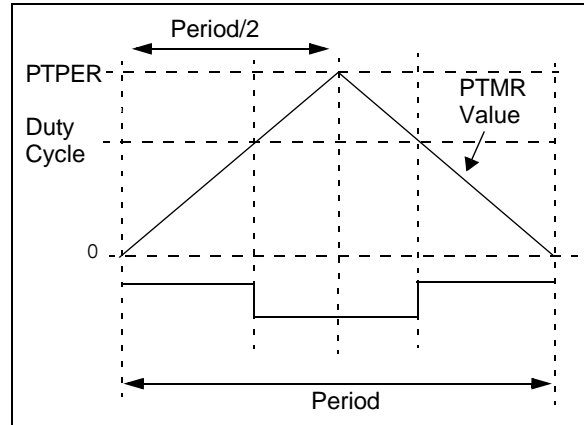 Period/2
PTPER
PTMR
Value
Duty
Cycle
0
Period